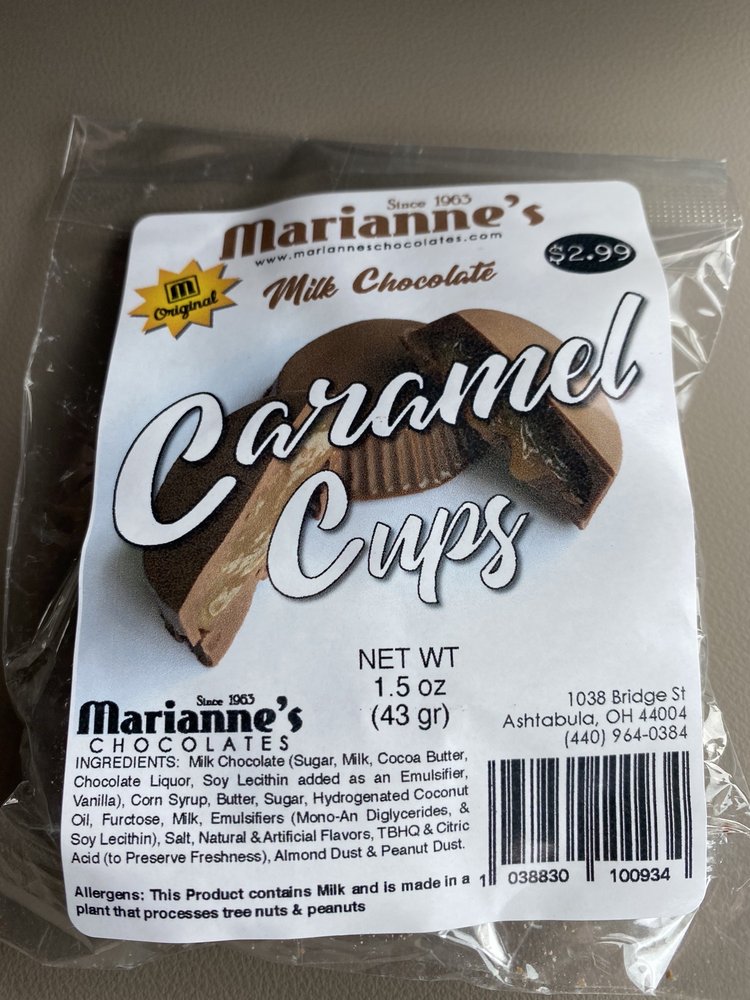 Since 1963
Marianne's
www.marianneschocolates.com
$2.99
M
Original
Milk Chocolate
Caramel
Cups
NET WT
1.5 oz
(43 gr)
Since 1963
Marianne's
CHOCOLATES
1038 Bridge St
Ashtabula, OH 44004
(440) 964-0384
INGREDIENTS: Milk Chocolate (Sugar, Milk, Cocoa Butter,
Chocolate Liquor, Soy Lecithin added as an Emulsifier,
Vanilla), Corn Syrup, Butter, Sugar, Hydrogenated Coconut
Oil, Furctose, Milk, Emulsifiers (Mono-An Diglycerides, &
Soy Lecithin), Salt, Natural & Artificial Flavors, TBHQ & Citric
Acid (to Preserve Freshness), Almond Dust & Peanut Dust.
Allergens: This Product contains Milk and is made in a
plant that processes tree nuts & peanuts
1 038830 100934 1